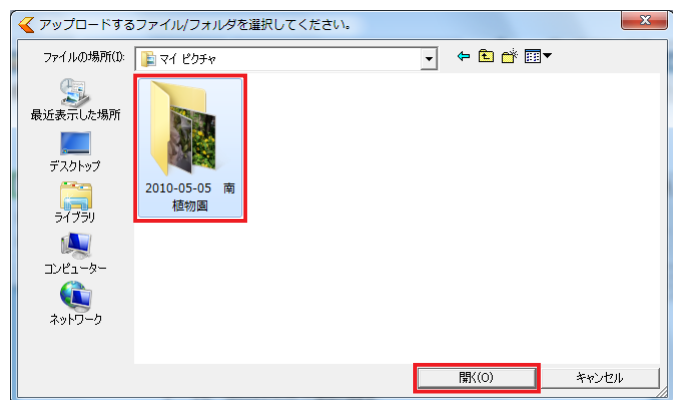 アップロードするファイル/フォルダを選択してください。
ファイルの場所(I):
マイ ピクチャ
最近表示した場所
デスクトップ
ライブラリ
コンピューター
ネットワーク
2010-05-05　南
植物園
開く(O)
キャンセル